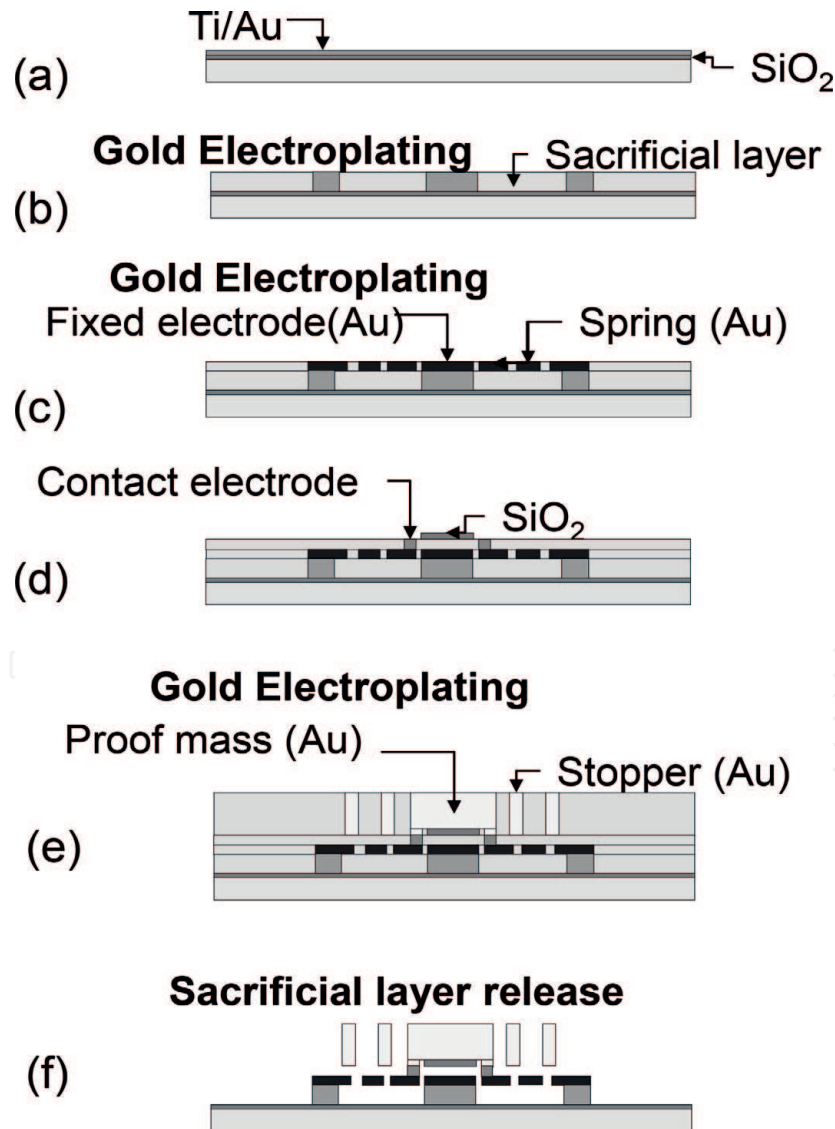 Ti/Au
(a)
SiO₂
Gold Electroplating
Sacrificial layer
(b)
Gold Electroplating
Fixed electrode(Au)
Spring (Au)
(c)
Contact electrode
SiO₂
(d)
Gold Electroplating
Proof mass (Au)
Stopper (Au)
(e)
Sacrificial layer release
(f)